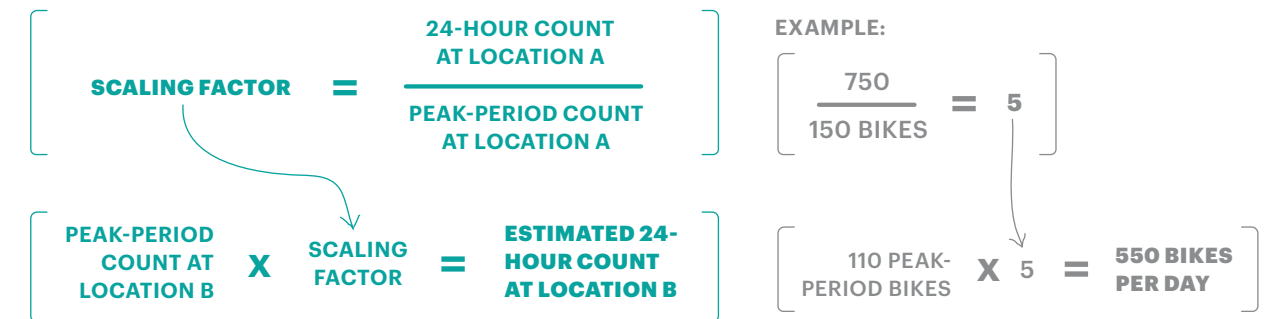 SCALING FACTOR
=
24-HOUR COUNT
AT LOCATION A
PEAK-PERIOD COUNT
AT LOCATION A
EXAMPLE:
750
150 BIKES
=
5
PEAK-PERIOD
COUNT AT
LOCATION B
X
SCALING
FACTOR
=
ESTIMATED 24-
HOUR COUNT
AT LOCATION B
110 PEAK-
PERIOD BIKES
X
5
=
550 BIKES
PER DAY